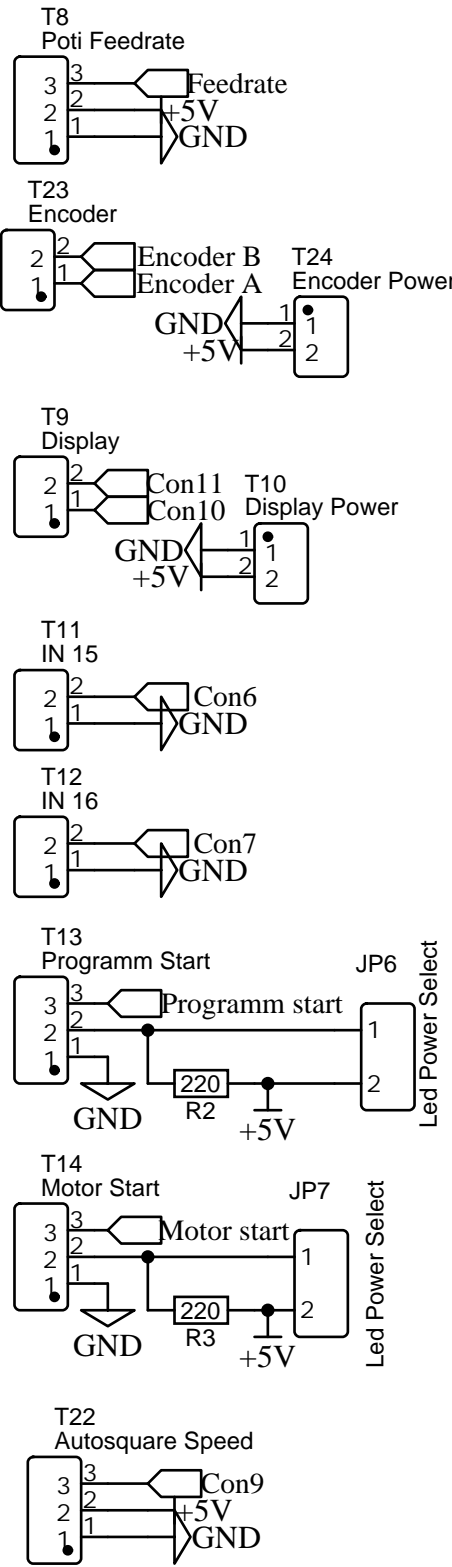 T8
Poti Feedrate
3 3 Feedrate
2 2 +5V
1 1 GND
T23
Encoder
2 2 Encoder B
1 1 Encoder A
T24
Encoder Power
GND 1 1
+5V 2 2
T9
Display
2 2 Con11
1 1 Con10
T10
Display Power
GND 1 1
+5V 2 2
T11
IN 15
2 2 Con6
1 1 GND
T12
IN 16
2 2 Con7
1 1 GND
T13
Programm Start
3 3 Programm start
2 2
1 1
GND
220
R2
+5V
JP6
1
2
Led Power Select
T14
Motor Start
3 3 Motor start
2 2
1 1
GND
220
R3
+5V
JP7
1
2
Led Power Select
T22
Autosquare Speed
3 3 Con9
2 2 +5V
1 1 GND